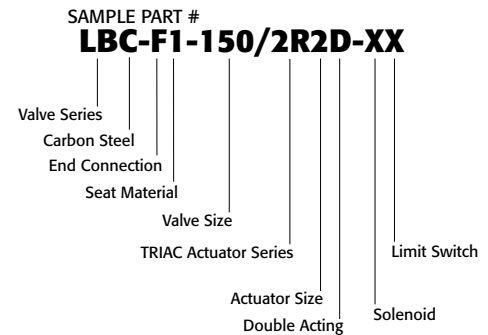 SAMPLE PART #
LBC-F1-150/2R2D-XX
Valve Series
Carbon Steel
End Connection
Seat Material
Valve Size
TRIAC Actuator Series
Limit Switch
Actuator Size
Solenoid
Double Acting